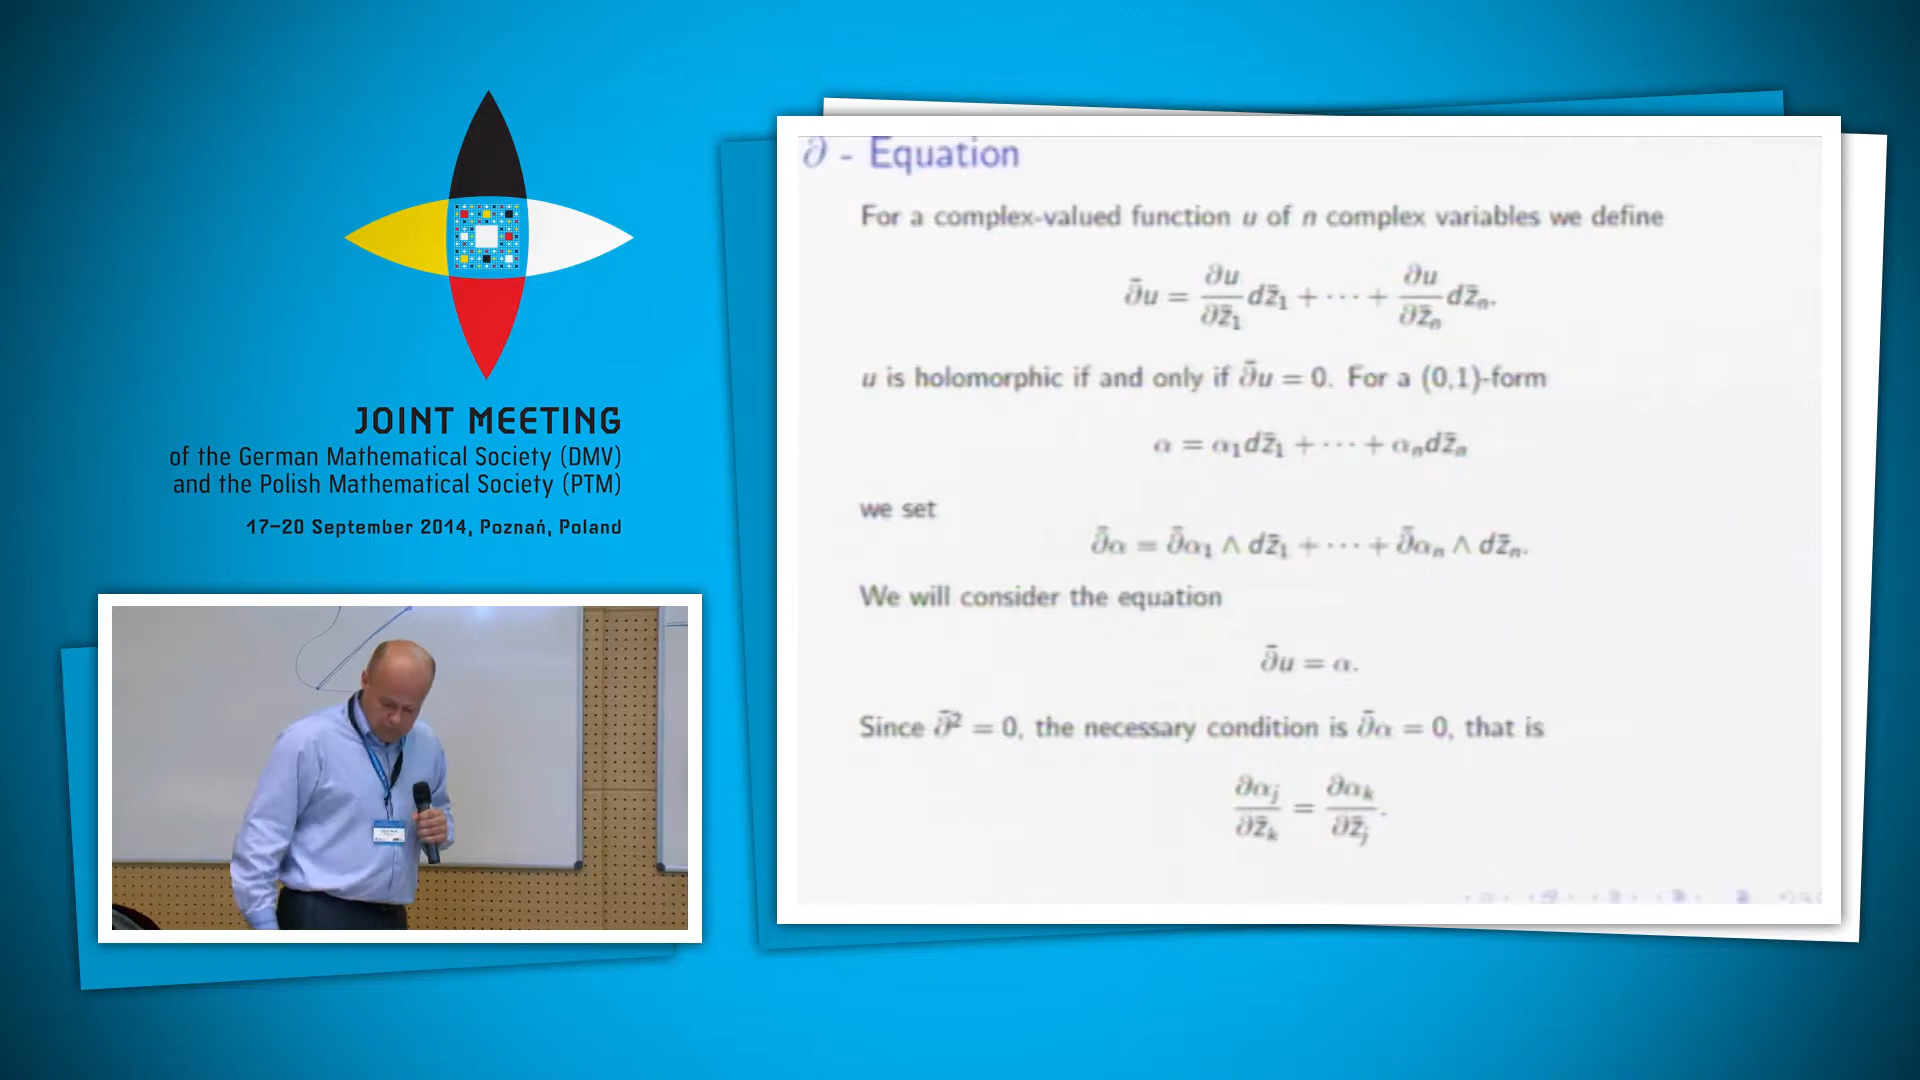 JOINT MEETING
of the German Mathematical Society (DMV)
and the Polish Mathematical Society (PTM)
17–20 September 2014, Poznań, Poland
∂ - Equation
For a complex-valued function u of n complex variables we define
∂̄u = ∂u/∂z̄₁ dz̄₁ + ··· + ∂u/∂z̄ₙ dz̄ₙ.
u is holomorphic if and only if ∂̄u = 0. For a (0,1)-form
α = α₁dz̄₁ + ··· + αₙdz̄ₙ
we set
∂̄α = ∂̄α₁ ∧ dz̄₁ + ··· + ∂̄αₙ ∧ dz̄ₙ.
We will consider the equation
∂̄u = α.
Since ∂̄² = 0, the necessary condition is ∂̄α = 0, that is
∂αⱼ/∂z̄ₖ = ∂αₖ/∂z̄ⱼ.